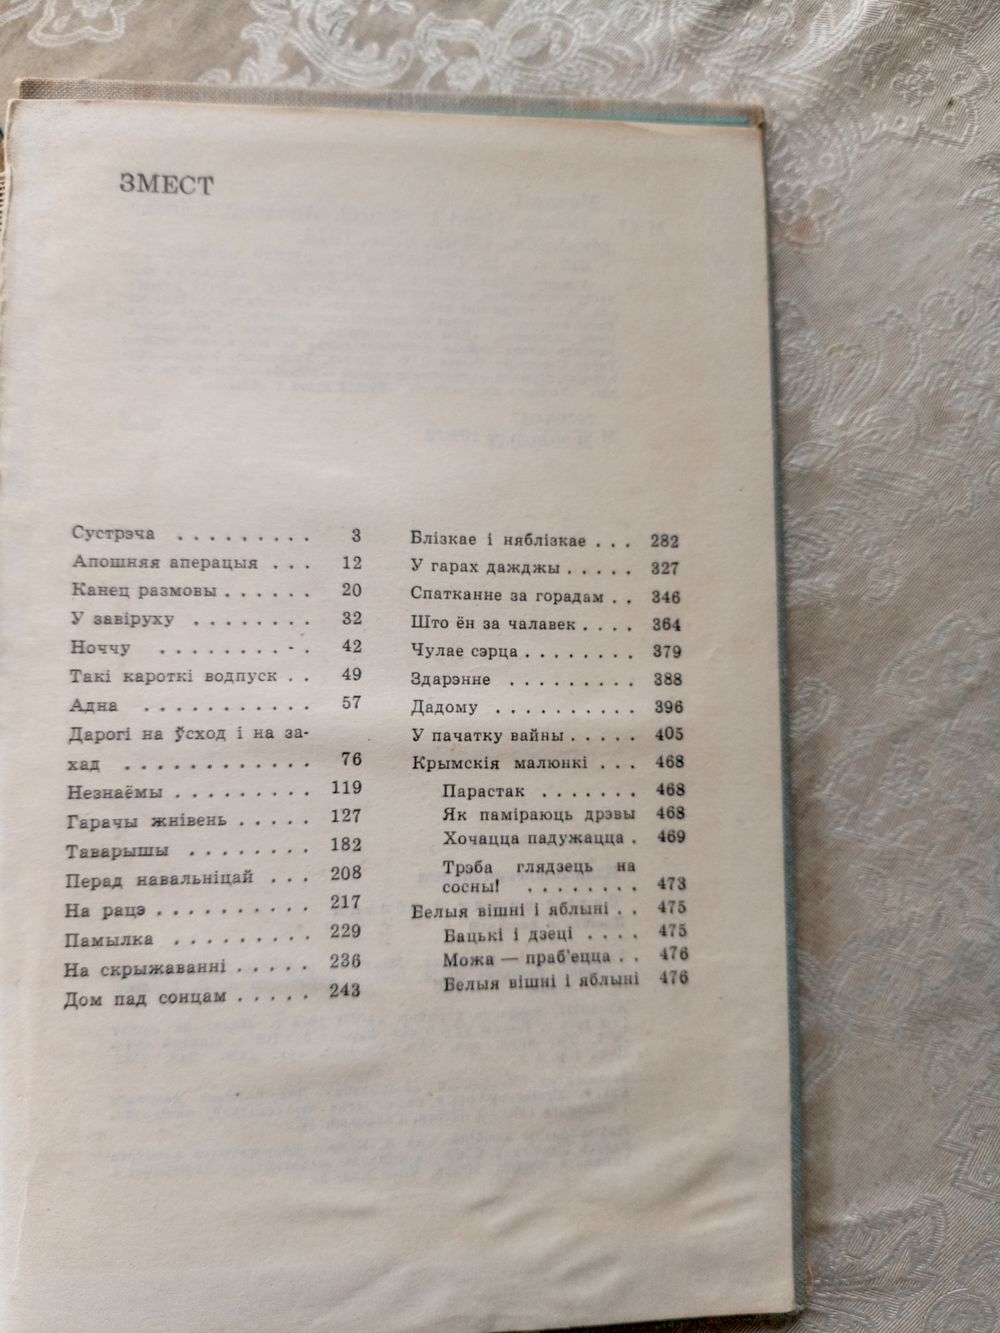 ЗМЕСТ
Сустрэча . . . . . . . . . 3
Апошняя аперацыя . . . 12
Канец размовы . . . . . . 20
У завіруху . . . . . . . . 32
Ноччу . . . . . . . . . . 42
Такі кароткі водпуск . . 49
Адна . . . . . . . . . . . 57
Дарогі на ўсход і на за-
хад . . . . . . . . . . . . 76
Незнаёмы . . . . . . . . . 119
Гарачы жнівень . . . . . 127
Таварышы . . . . . . . . 182
Перад навальніцай . . . 208
На рацэ . . . . . . . . . . 217
Памылка . . . . . . . . . 229
На скрыжаванні . . . . . 236
Дом пад сонцам . . . . . 243
Блізкае і няблізкае . . . 282
У гарах дажджы . . . . . 327
Спатканне за горадам . . 346
Што ён за чалавек . . . . 364
Чулае сэрца . . . . . . . . 379
Здарэнне . . . . . . . . . 388
Дадому . . . . . . . . . . 396
У пачатку вайны . . . . . 405
Крымскія малюнкі . . . 468
Парастак . . . . . . . 468
Як паміраюць дрэвы 468
Хочацца падужацца . 469
Трэба глядзець на
сосны! . . . . . . . . 473
Белыя вішні і яблыні . . 475
Бацькі і дзеці . . . . 475
Можа — праб'ецца . . 476
Белыя вішні і яблыні 476